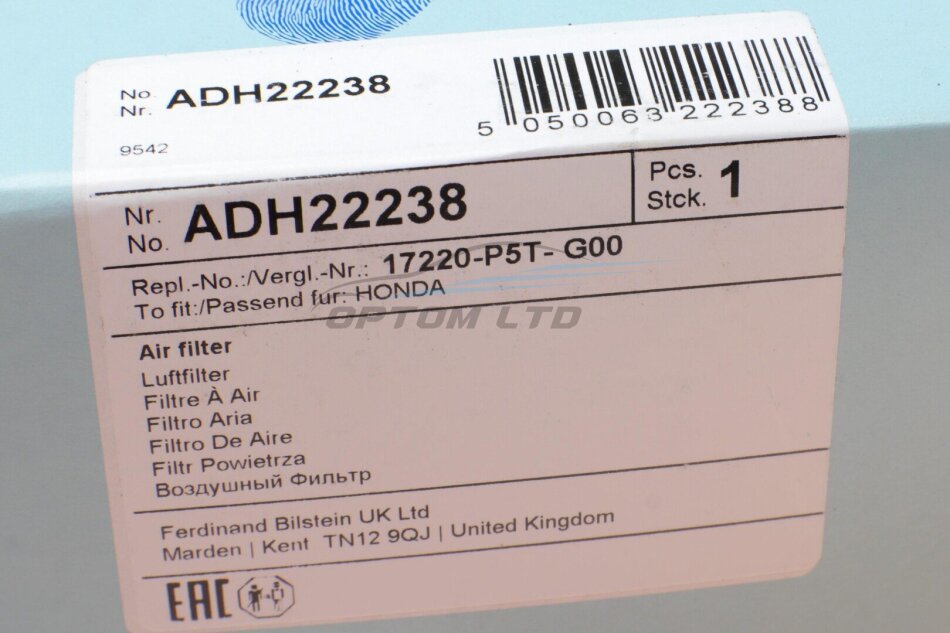 No.
Nr. ADH22238
9542
5 050063 222388
Nr.
No. ADH22238
Pcs.
Stck. 1
Repl.-No.:/Vergl.-Nr.: 17220-P5T- G00
To fit:/Passend fur: HONDA
OPTOM LTD
Air filter
Luftfilter
Filtre À Air
Filtro Aria
Filtro De Aire
Filtr Powietrza
Воздушный Фильтр
Ferdinand Bilstein UK Ltd
Marden | Kent TN12 9QJ | United Kingdom
EAC